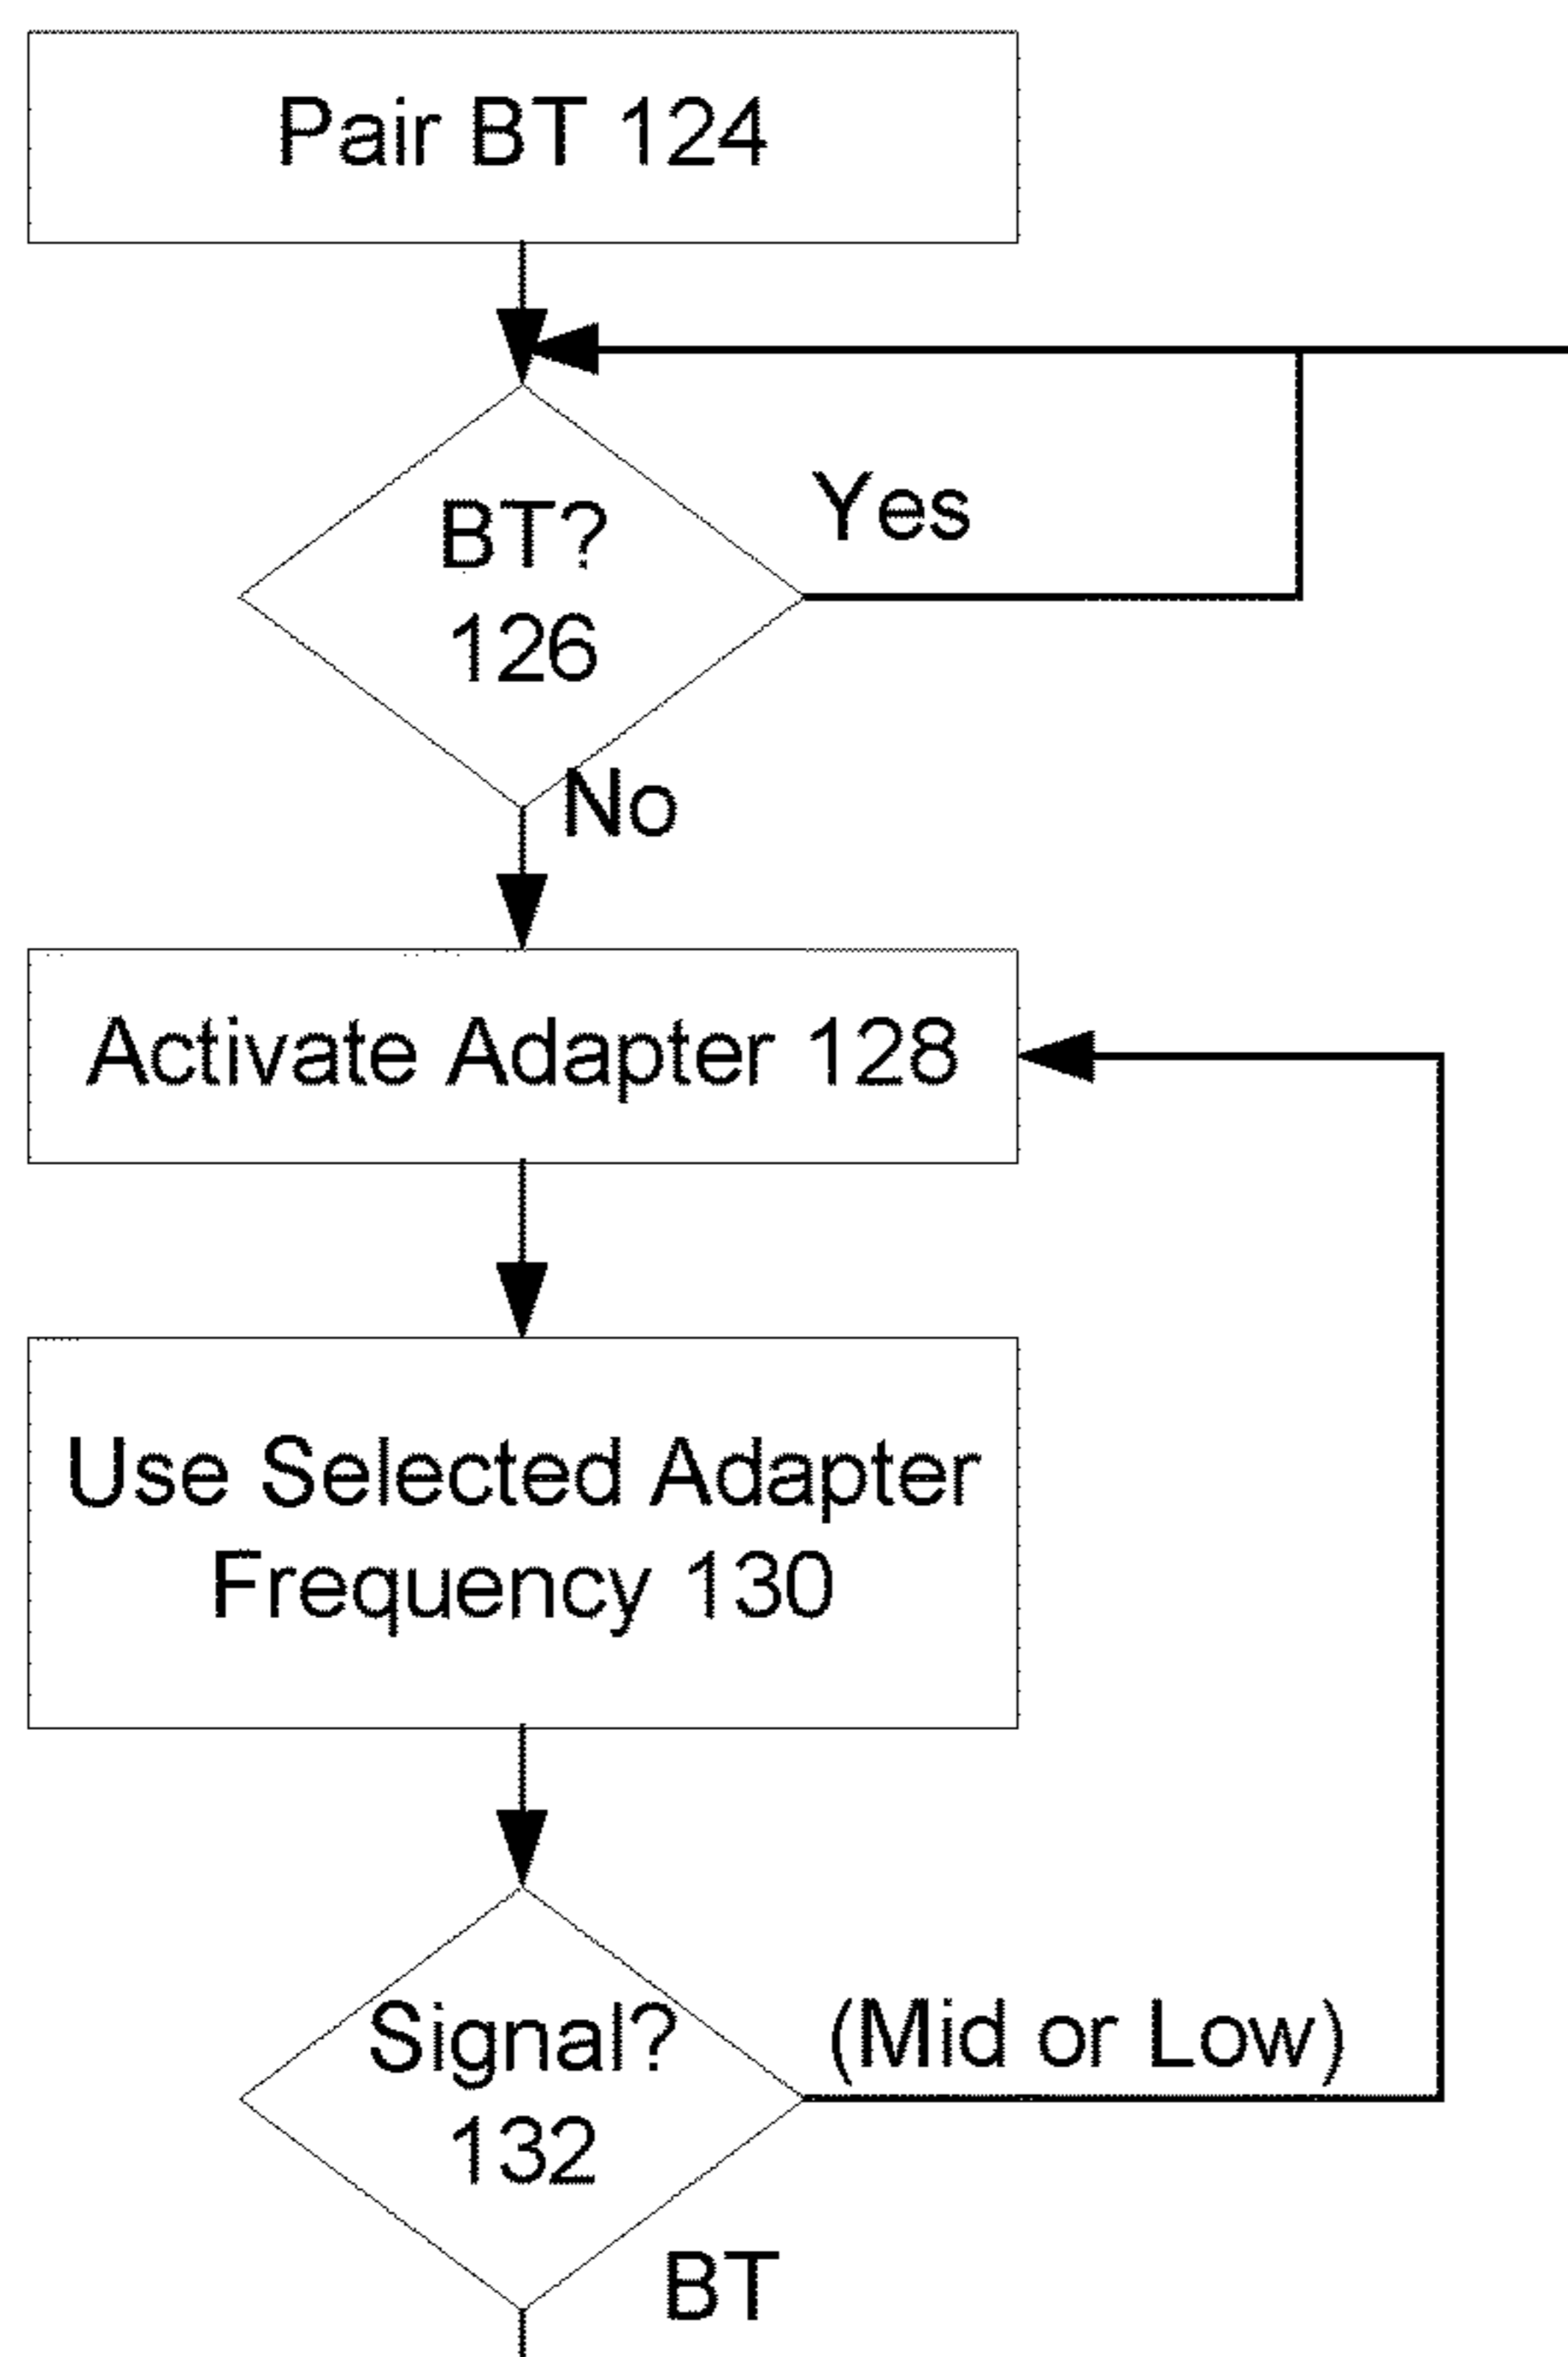 Pair BT 124
BT?
126
Yes
No
Activate Adapter 128
Use Selected Adapter
Frequency 130
Signal?
132
(Mid or Low)
BT